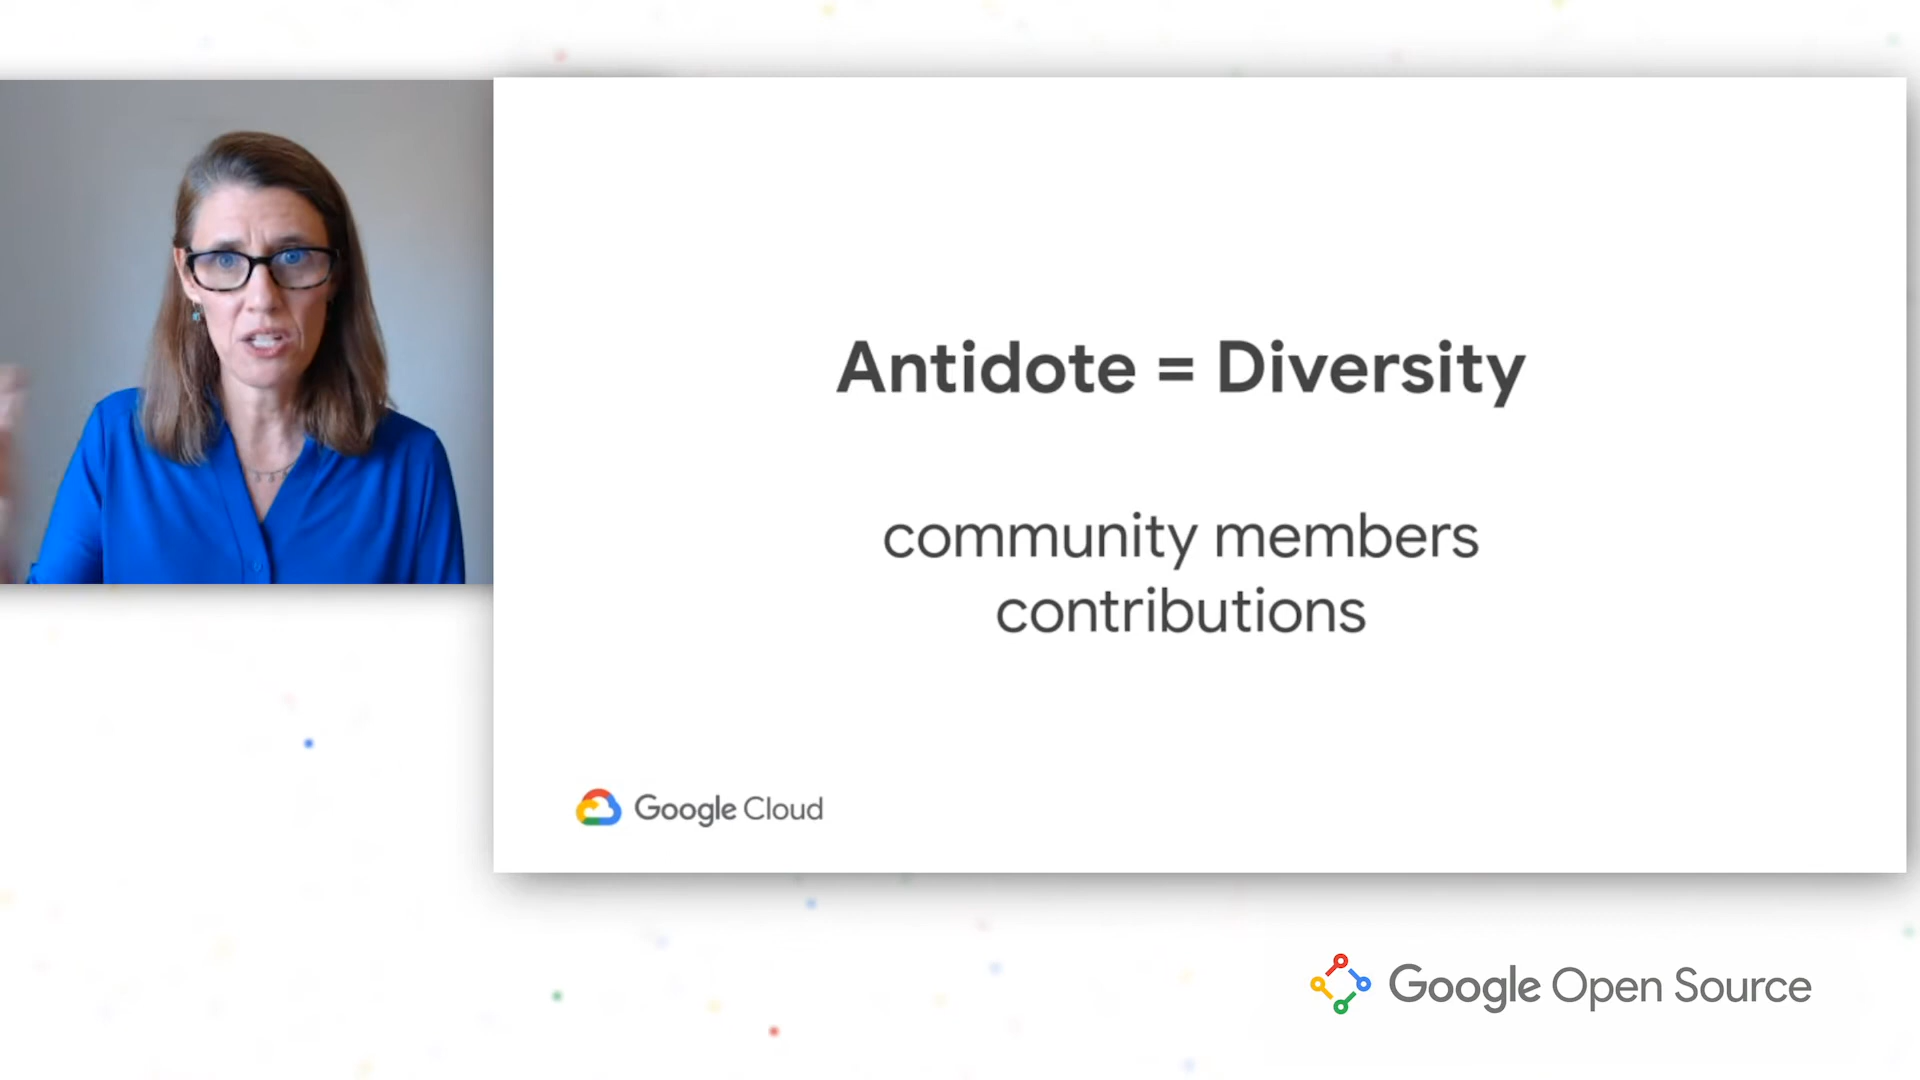 Antidote = Diversity
community members
contributions
Google Cloud
Google Open Source